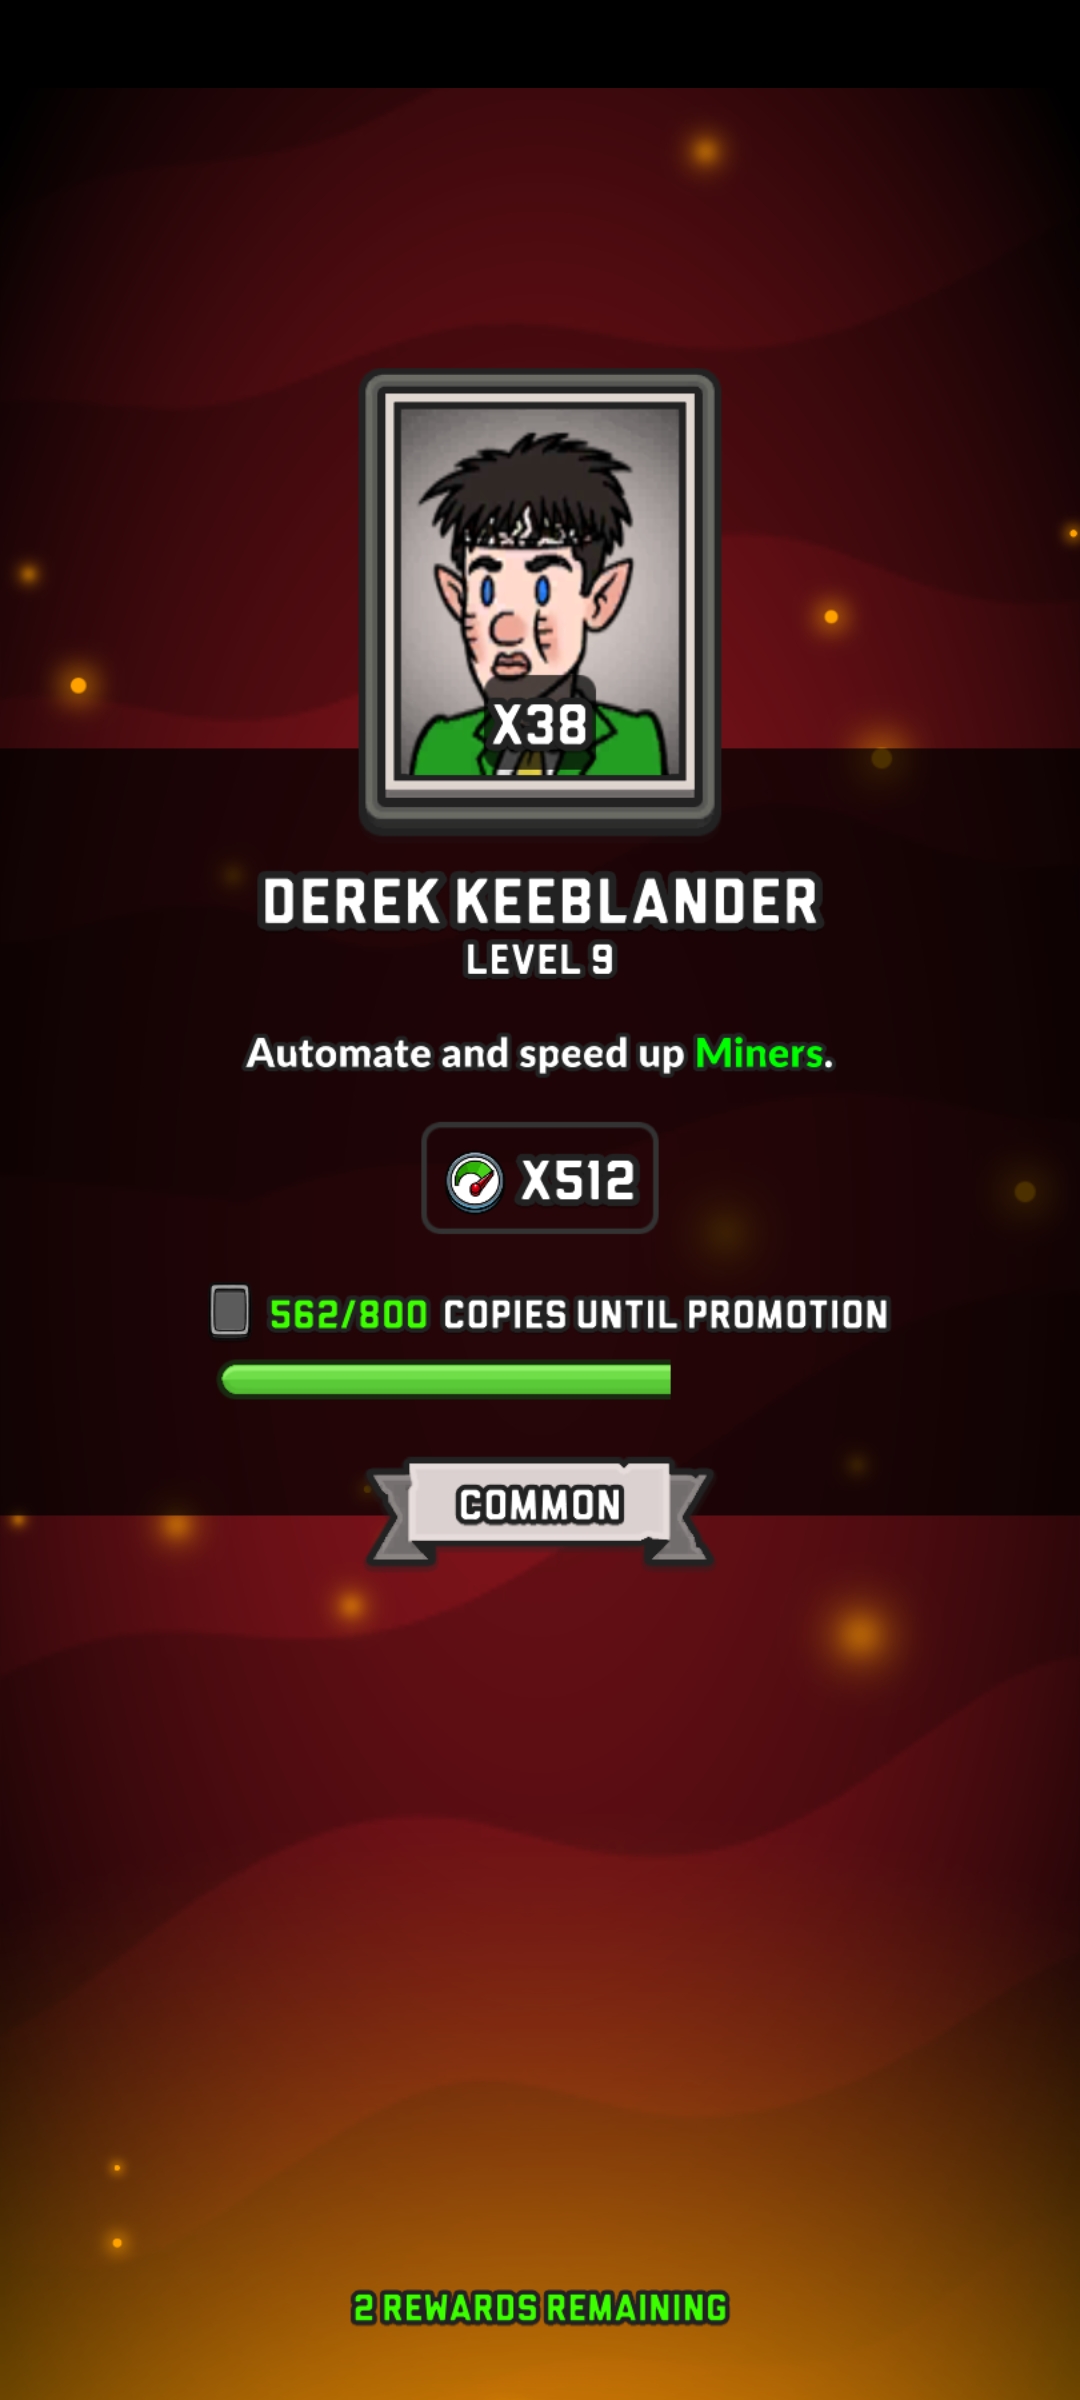 X38
DEREK KEEBLANDER
LEVEL 9
Automate and speed up Miners.
X512
562/800 COPIES UNTIL PROMOTION
COMMON
2 REWARDS REMAINING